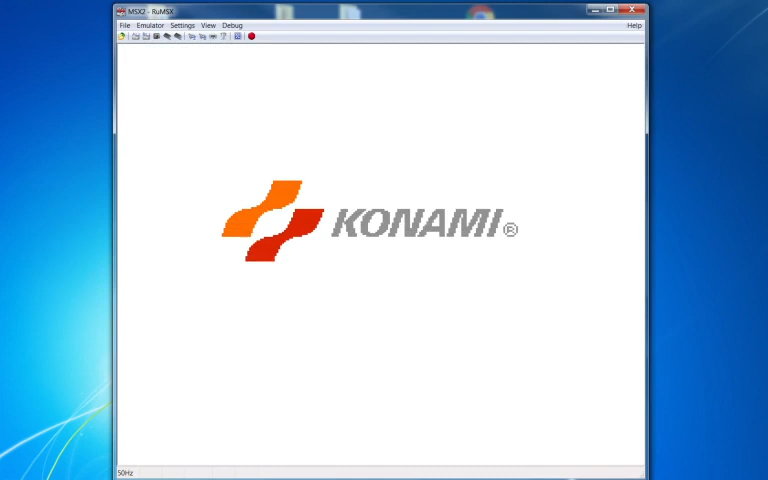 MSX2 - RuMSX
File Emulator Settings View Debug Help
KONAMI®
50Hz